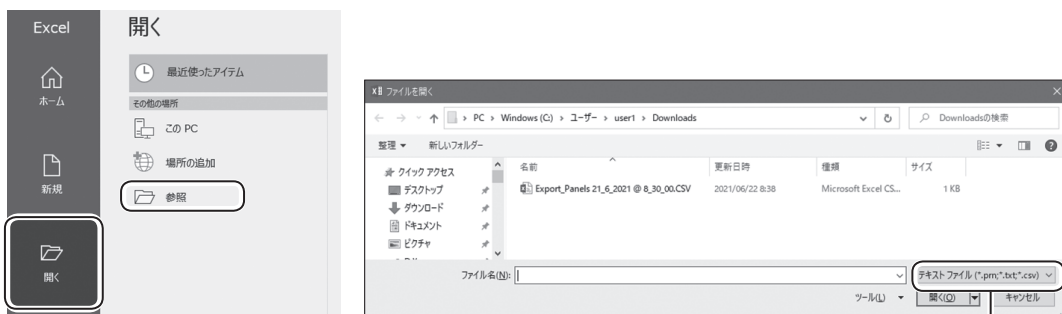 Excel
ホーム
新規
開く
開く
最近使ったアイテム
その他の場所
この PC
場所の追加
参照
ファイルを開く
PC › Windows (C:) › ユーザー › user1 › Downloads
Downloadsの検索
整理
新しいフォルダー
クイック アクセス
デスクトップ
ダウンロード
ドキュメント
ピクチャ
名前 更新日時 種類 サイズ
Export_Panels 21_6_2021 @ 8_30_00.CSV 2021/06/22 8:38 Microsoft Excel CS... 1 KB
ファイル名(N):
テキスト ファイル (*.prn;*.txt;*.csv)
ツール(L) 開く(O) キャンセル